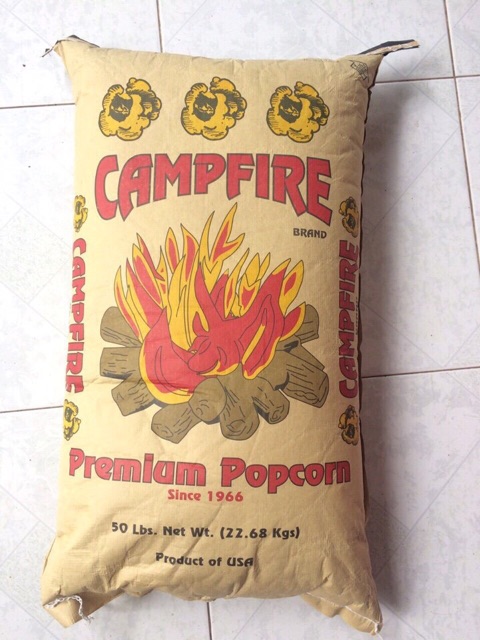 CAMPFIRE
BRAND
CAMPFIRE
CAMPFIRE
Premium Popcorn
Since 1966
50 Lbs. Net Wt. (22.68 Kgs)
Product of USA